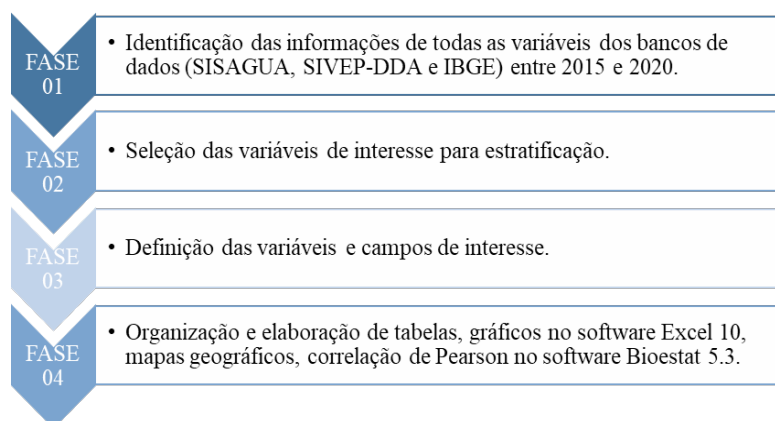 FASE
01
• Identificação das informações de todas as variáveis dos bancos de
dados (SISAGUA, SIVEP-DDA e IBGE) entre 2015 e 2020.
FASE
02
• Seleção das variáveis de interesse para estratificação.
FASE
03
• Definição das variáveis e campos de interesse.
FASE
04
• Organização e elaboração de tabelas, gráficos no software Excel 10,
mapas geográficos, correlação de Pearson no software Bioestat 5.3.